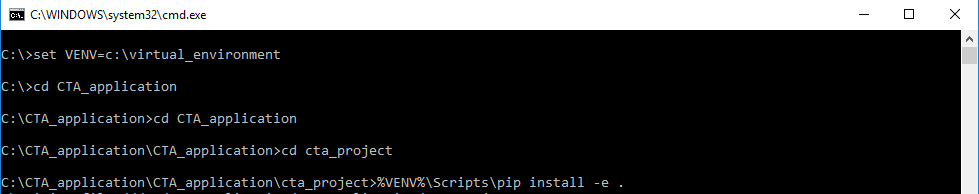 C:\WINDOWS\system32\cmd.exe
C:\>set VENV=c:\virtual_environment
C:\>cd CTA_application
C:\CTA_application>cd CTA_application
C:\CTA_application\CTA_application>cd cta_project
C:\CTA_application\CTA_application\cta_project>%VENV%\Scripts\pip install -e .